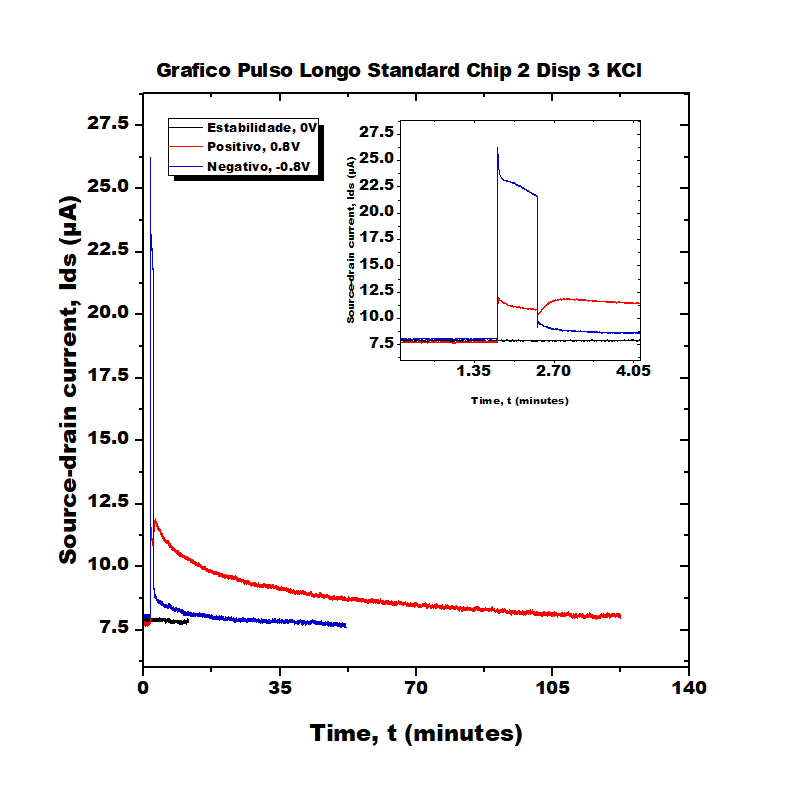 Grafico Pulso Longo Standard Chip 2 Disp 3 KCl
Estabilidade, 0V
Positivo, 0.8V
Negativo, -0.8V
Source-drain current, Ids (μA)
27.5
25.0
22.5
20.0
17.5
15.0
12.5
10.0
7.5
0 35 70 105 140
Time, t (minutes)
Source-drain current, Ids (μA)
27.5
25.0
22.5
20.0
17.5
15.0
12.5
10.0
7.5
1.35 2.70 4.05
Time, t (minutes)